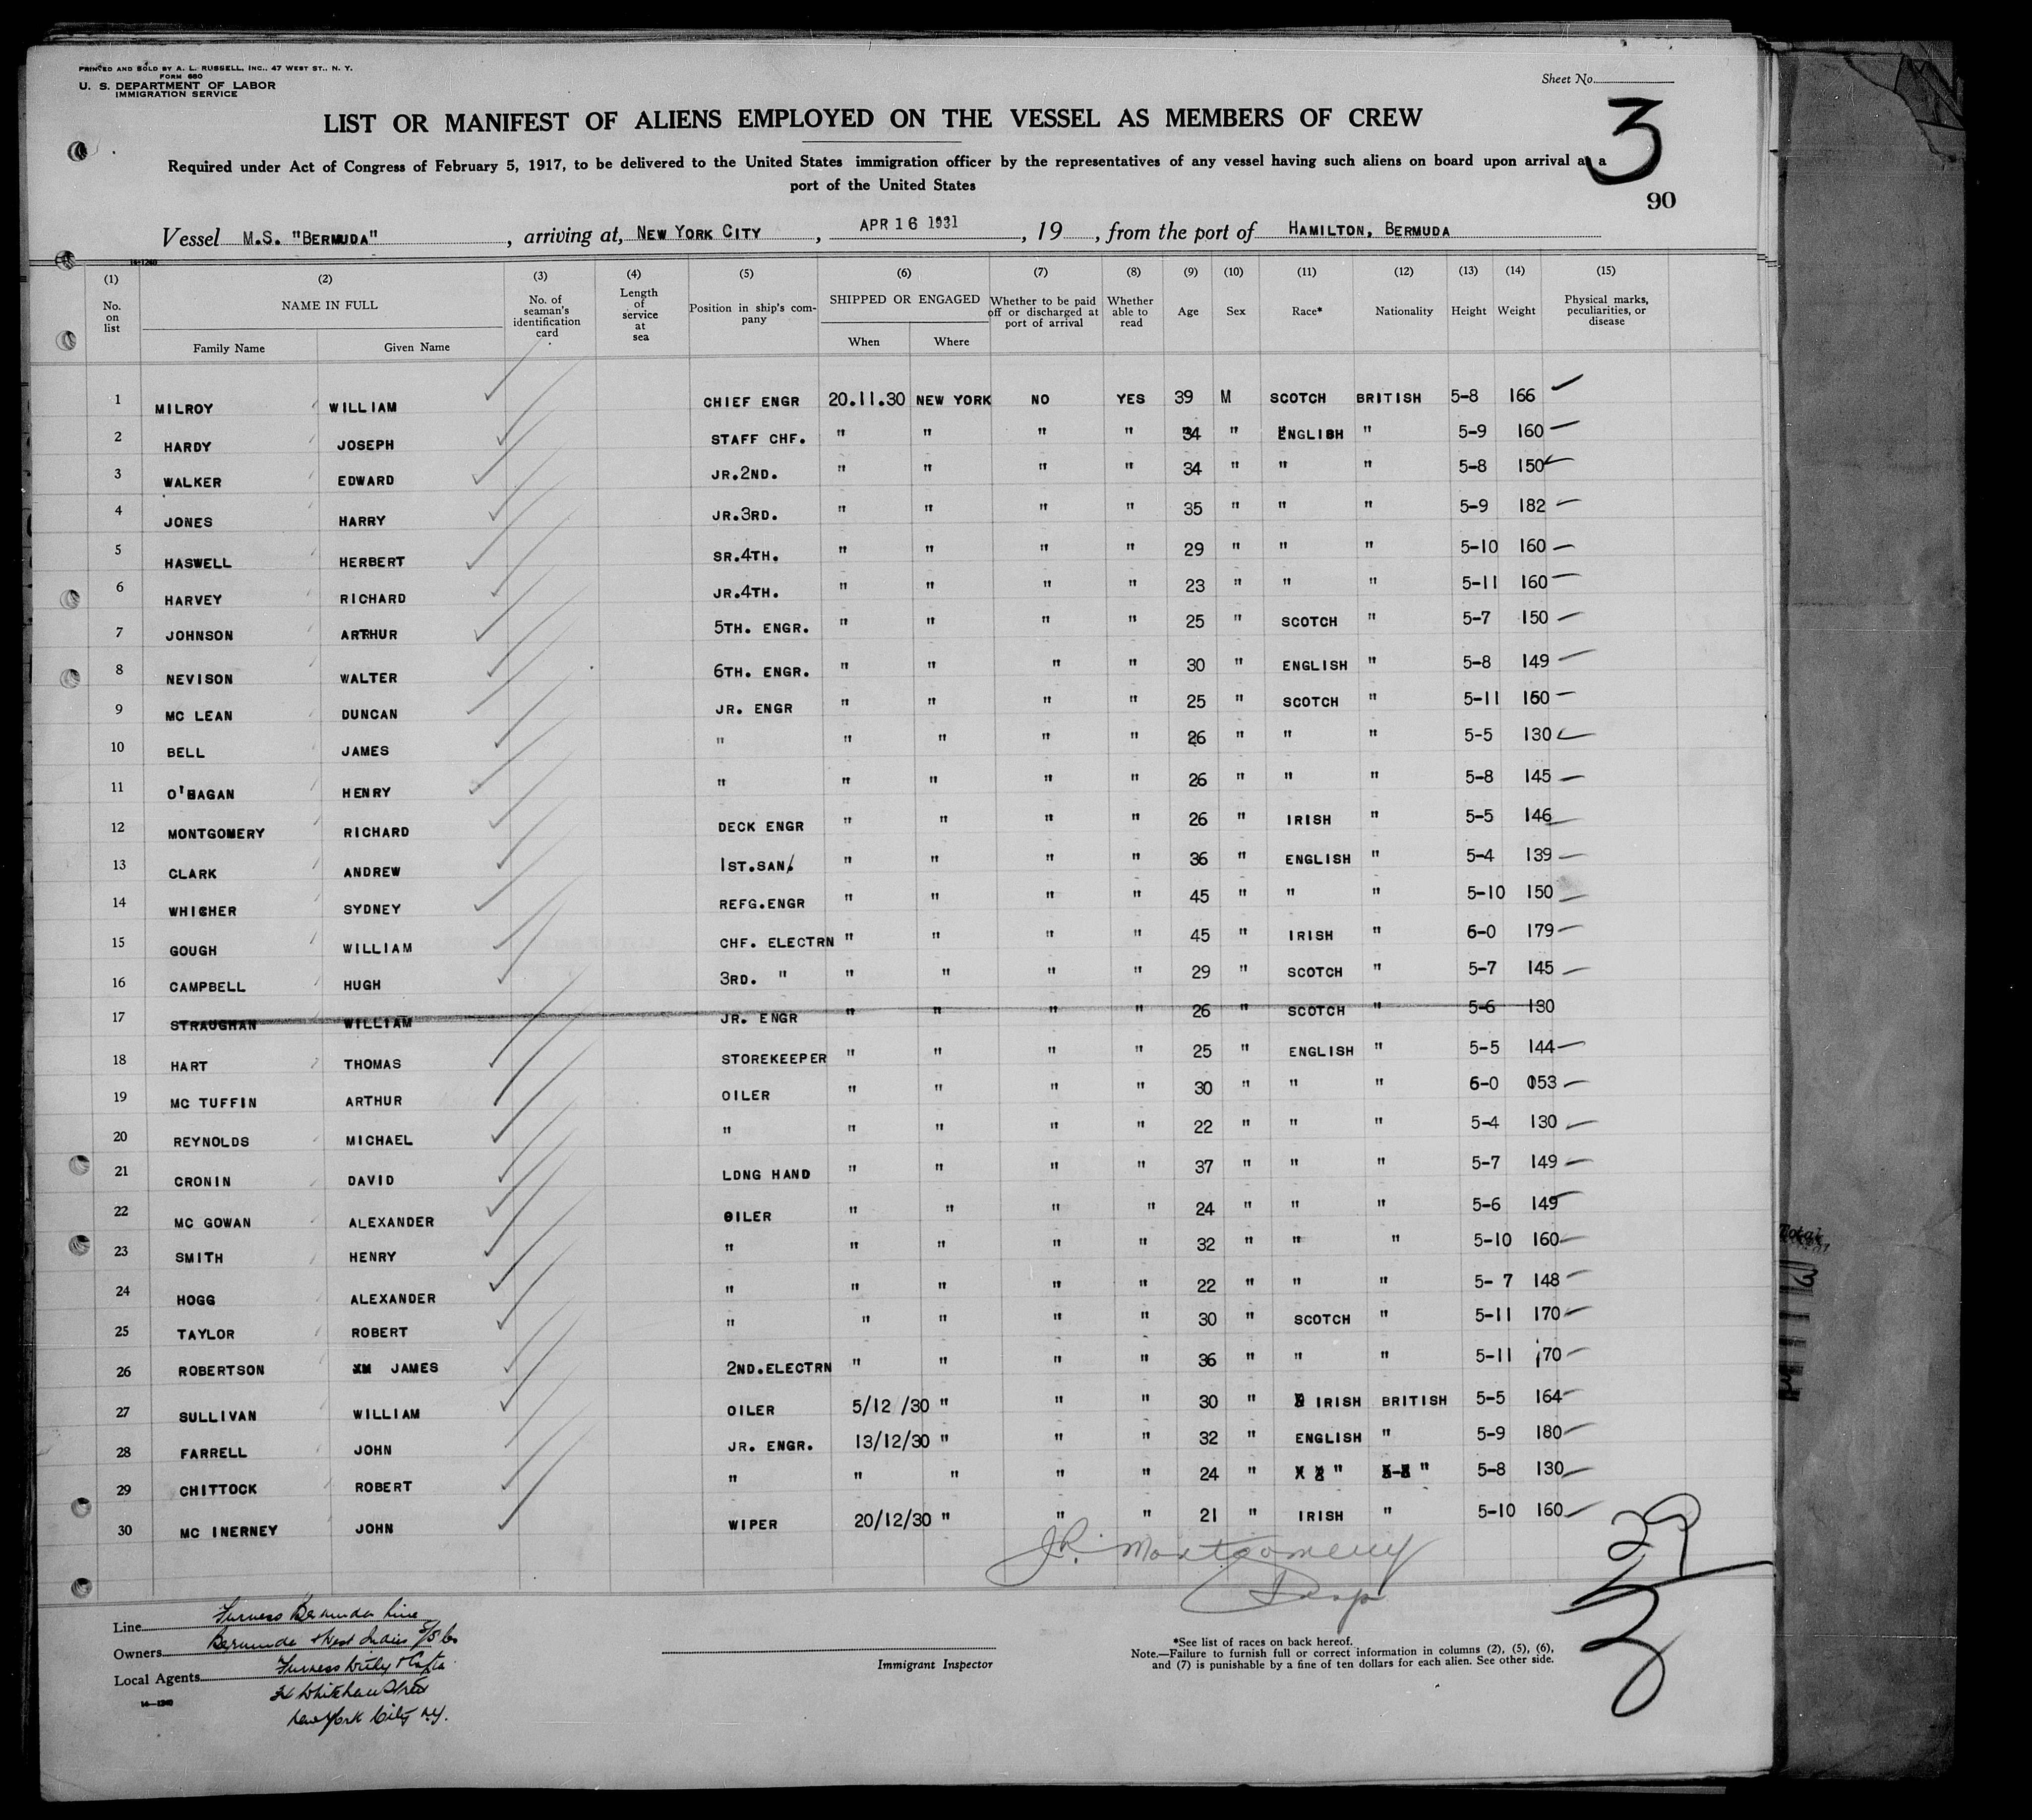 PRINTED AND SOLD BY A. L. RUSSELL, INC., 47 WEST ST., N. Y.
FORM 680
U. S. DEPARTMENT OF LABOR
IMMIGRATION SERVICE
Sheet No.
3
LIST OR MANIFEST OF ALIENS EMPLOYED ON THE VESSEL AS MEMBERS OF CREW
Required under Act of Congress of February 5, 1917, to be delivered to the United States immigration officer by the representatives of any vessel having such aliens on board upon arrival at a
port of the United States
90
Vessel M.S. "BERMUDA", arriving at, NEW YORK CITY, APR 16 1931, 19, from the port of HAMILTON, BERMUDA
14-1240
(1) (2) (3) (4) (5) (6) (7) (8) (9) (10) (11) (12) (13) (14) (15)
No. on list NAME IN FULL Family Name Given Name No. of seaman's identification card Length of service at sea Position in ship's company SHIPPED OR ENGAGED When Where Whether to be paid off or discharged at port of arrival Whether able to read Age Sex Race* Nationality Height Weight Physical marks, peculiarities, or disease
1 MILROY WILLIAM CHIEF ENGR 20.11.30 NEW YORK NO YES 39 M SCOTCH BRITISH 5-8 166
2 HARDY JOSEPH STAFF CHF. " " " " 34 " ENGLISH " 5-9 160
3 WALKER EDWARD JR.2ND. " " " " 34 " " " 5-8 150
4 JONES HARRY JR.3RD. " " " " 35 " " " 5-9 182
5 HASWELL HERBERT SR.4TH. " " " " 29 " " " 5-10 160
6 HARVEY RICHARD JR.4TH. " " " " 23 " " " 5-11 160
7 JOHNSON ARTHUR 5TH. ENGR. " " " " 25 " SCOTCH " 5-7 150
8 NEVISON WALTER 6TH. ENGR. " " " " 30 " ENGLISH " 5-8 149
9 MC LEAN DUNCAN JR. ENGR " " " " 25 " SCOTCH " 5-11 160
10 BELL JAMES " " " " " 26 " " " 5-5 130
11 O'HAGAN HENRY " " " " " 26 " " " 5-8 145
12 MONTGOMERY RICHARD DECK ENGR " " " " 26 " IRISH " 5-5 146
13 CLARK ANDREW 1ST.SAN. " " " " 36 " ENGLISH " 5-4 139
14 WHICHER SYDNEY REFG.ENGR " " " " 45 " " " 5-10 150
15 GOUGH WILLIAM CHF. ELECTRN " " " " 45 " IRISH " 6-0 179
16 CAMPBELL HUGH 3RD. " " " " " 29 " SCOTCH " 5-7 145
17 STRAUGHAN WILLIAM JR. ENGR " " " " 26 " SCOTCH " 5-6 130
18 HART THOMAS STOREKEEPER " " " " 25 " ENGLISH " 5-5 144
19 MC TUFFIN ARTHUR OILER " " " " 30 " " " 6-0 153
20 REYNOLDS MICHAEL " " " " " 22 " " " 5-4 130
21 CRONIN DAVID LDNG HAND " " " " 37 " " " 5-7 149
22 MC GOWAN ALEXANDER OILER " " " " 24 " " " 5-6 149
23 SMITH HENRY " " " " " 32 " " " 5-10 160
24 HOGG ALEXANDER " " " " " 22 " " " 5- 7 148
25 TAYLOR ROBERT " " " " " 30 " SCOTCH " 5-11 170
26 ROBERTSON JAMES 2ND.ELECTRN " " " " 36 " " " 5-11 170
27 SULLIVAN WILLIAM OILER 5/12 /30 " " " 30 " IRISH BRITISH 5-5 164
28 FARRELL JOHN JR. ENGR. 13/12/30 " " " 32 " ENGLISH " 5-9 180
29 CHITTOCK ROBERT " " " " " 24 " " " 5-8 130
30 MC INERNEY JOHN WIPER 20/12/30 " " " 21 " IRISH " 5-10 160
Montgomery
29
Line Furness Bermuda Line
Owners Bermuda & West Indies S/S Co
Local Agents Furness Withy & Co
34 Whitehall Street
New York City N.Y.
14-1240
Immigrant Inspector
*See list of races on back hereof.
Note.—Failure to furnish full or correct information in columns (2), (5), (6),
and (7) is punishable by a fine of ten dollars for each alien. See other side.
Total